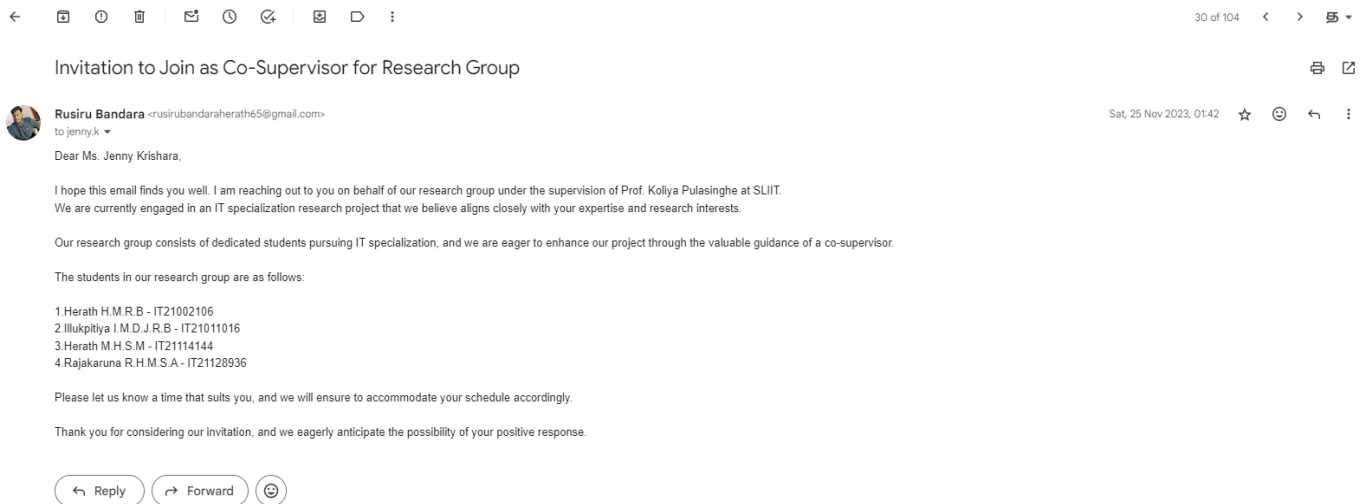 30 of 104
Invitation to Join as Co-Supervisor for Research Group
Rusiru Bandara <rusirubandaraherath65@gmail.com>
Sat, 25 Nov 2023, 01:42
to jenny.k
Dear Ms. Jenny Krishara,
I hope this email finds you well. I am reaching out to you on behalf of our research group under the supervision of Prof. Koliya Pulasinghe at SLIIT.
We are currently engaged in an IT specialization research project that we believe aligns closely with your expertise and research interests.
Our research group consists of dedicated students pursuing IT specialization, and we are eager to enhance our project through the valuable guidance of a co-supervisor.
The students in our research group are as follows:
1.Herath H.M.R.B - IT21002106
2.Illukpitiya I.M.D.J.R.B - IT21011016
3.Herath M.H.S.M - IT21114144
4.Rajakaruna R.H.M.S.A - IT21128936
Please let us know a time that suits you, and we will ensure to accommodate your schedule accordingly.
Thank you for considering our invitation, and we eagerly anticipate the possibility of your positive response.
Reply
Forward